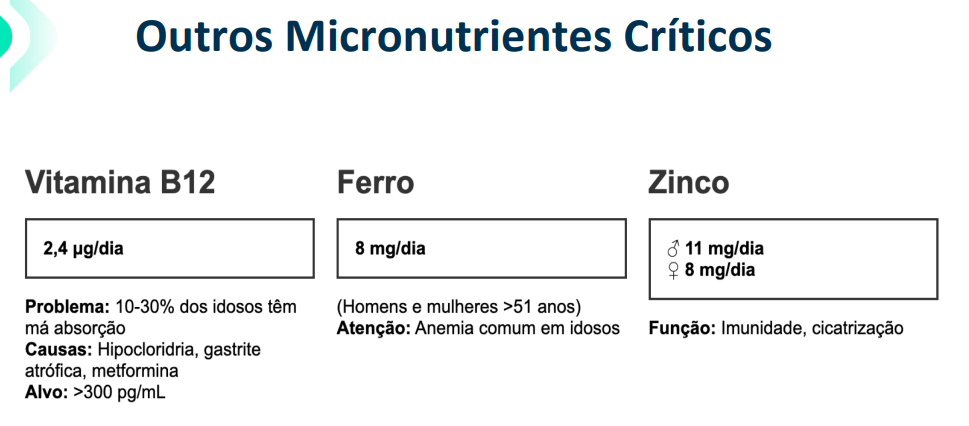 Outros Micronutrientes Críticos
Vitamina B12
2,4 µg/dia
Problema: 10-30% dos idosos têm
má absorção
Causas: Hipocloridria, gastrite
atrófica, metformina
Alvo: >300 pg/mL
Ferro
8 mg/dia
(Homens e mulheres >51 anos)
Atenção: Anemia comum em idosos
Zinco
♂ 11 mg/dia
♀ 8 mg/dia
Função: Imunidade, cicatrização